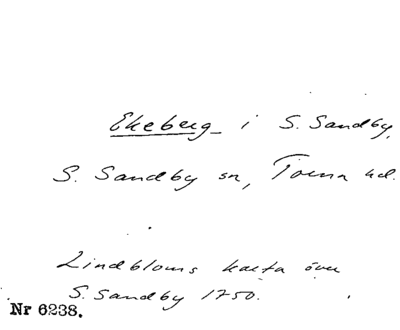 Ekeberg i S. Sandby,
S. Sandby sn, Torna hd.
Lindbloms karta över
S. Sandby 1750.
Nr 6238.